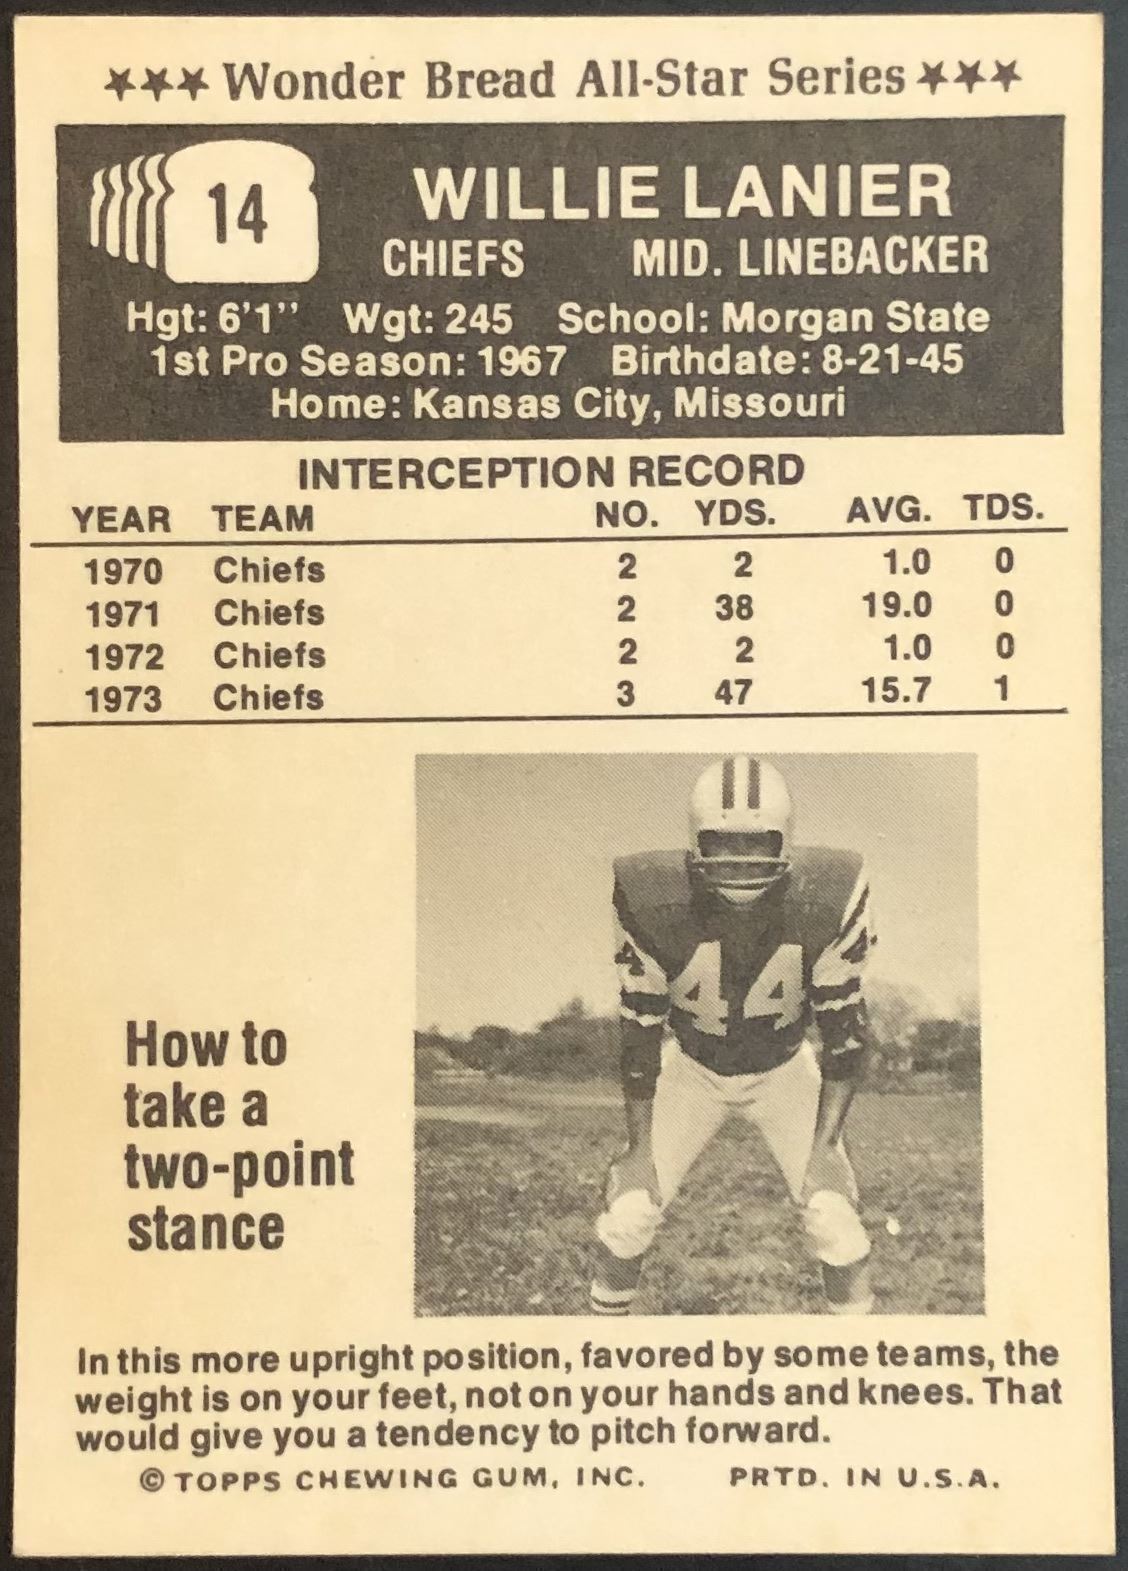 ★★★ Wonder Bread All-Star Series ★★★
14
WILLIE LANIER
CHIEFS MID. LINEBACKER
Hgt: 6'1" Wgt: 245 School: Morgan State
1st Pro Season: 1967 Birthdate: 8-21-45
Home: Kansas City, Missouri
INTERCEPTION RECORD
YEAR TEAM NO. YDS. AVG. TDS.
1970 Chiefs 2 2 1.0 0
1971 Chiefs 2 38 19.0 0
1972 Chiefs 2 2 1.0 0
1973 Chiefs 3 47 15.7 1
4 44 4
How to
take a
two-point
stance
In this more upright position, favored by some teams, the
weight is on your feet, not on your hands and knees. That
would give you a tendency to pitch forward.
© TOPPS CHEWING GUM, INC. PRTD. IN U.S.A.